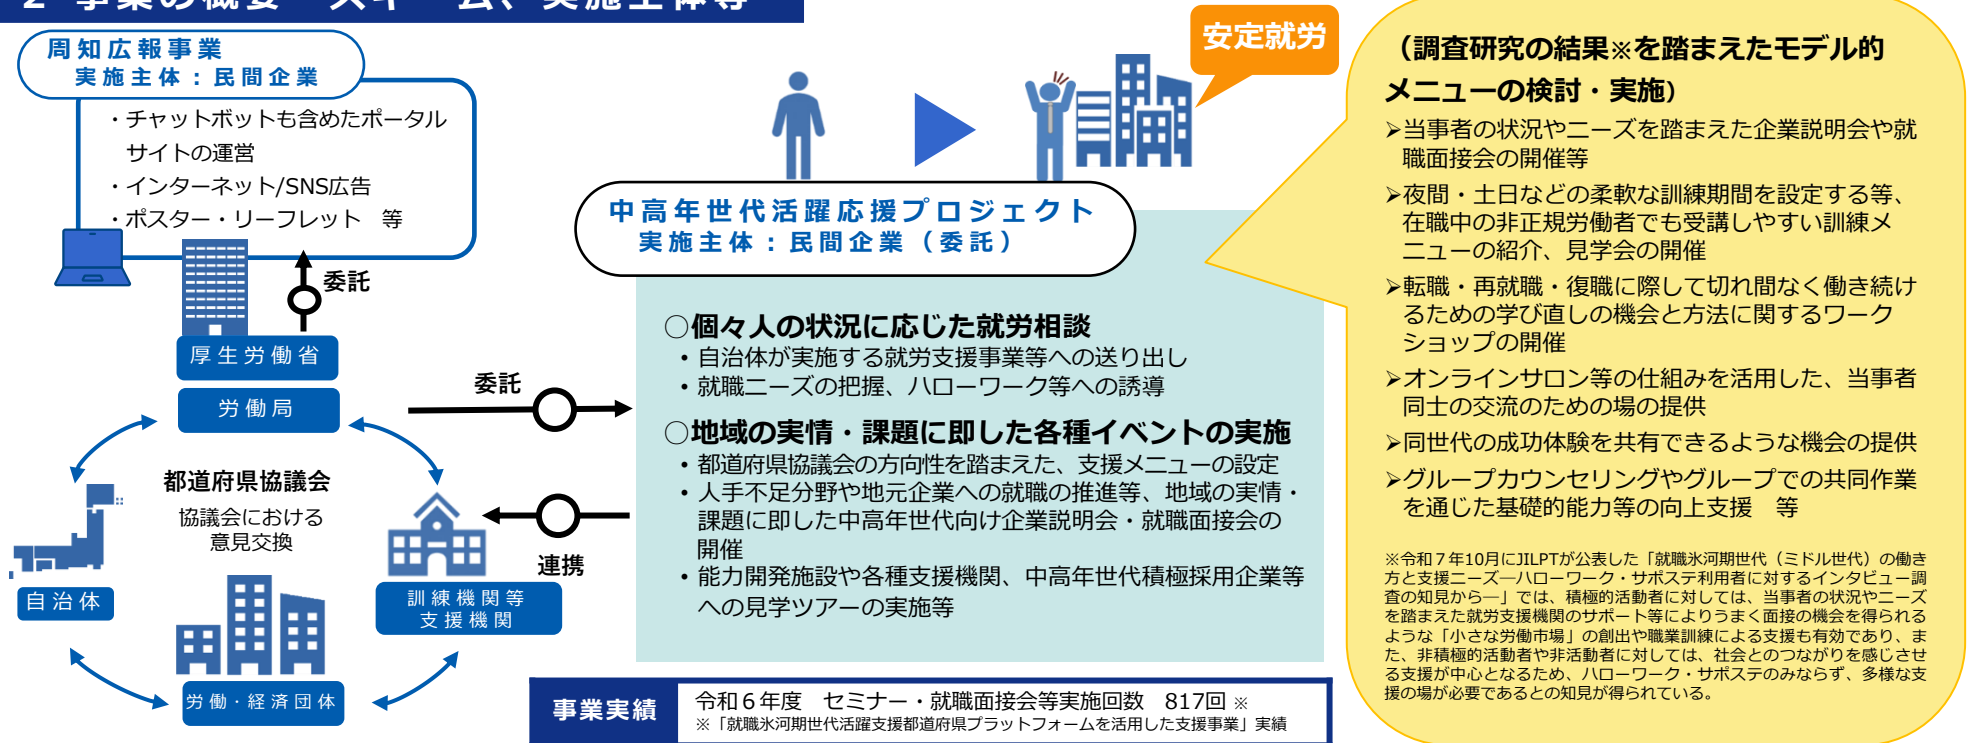 2 事業の概要・スキーム、実施主体等
周知広報事業
実施主体：民間企業
・チャットボットも含めたポータル
サイトの運営
・インターネット/SNS広告
・ポスター・リーフレット　等
委託
厚生労働省
労働局
都道府県協議会
協議会における
意見交換
自治体
訓練機関等
支援機関
労働・経済団体
委託
連携
安定就労
中高年世代活躍応援プロジェクト
実施主体：民間企業（委託）
○個々人の状況に応じた就労相談
・自治体が実施する就労支援事業等への送り出し
・就職ニーズの把握、ハローワーク等への誘導
○地域の実情・課題に即した各種イベントの実施
・都道府県協議会の方向性を踏まえた、支援メニューの設定
・人手不足分野や地元企業への就職の推進等、地域の実情・
課題に即した中高年世代向け企業説明会・就職面接会の
開催
・能力開発施設や各種支援機関、中高年世代積極採用企業等
への見学ツアーの実施等
事業実績
令和６年度　セミナー・就職面接会等実施回数　817回 ※
※「就職氷河期世代活躍支援都道府県プラットフォームを活用した支援事業」実績
（調査研究の結果※を踏まえたモデル的
メニューの検討・実施）
➢当事者の状況やニーズを踏まえた企業説明会や就
職面接会の開催等
➢夜間・土日などの柔軟な訓練期間を設定する等、
在職中の非正規労働者でも受講しやすい訓練メ
ニューの紹介、見学会の開催
➢転職・再就職・復職に際して切れ間なく働き続け
るための学び直しの機会と方法に関するワーク
ショップの開催
➢オンラインサロン等の仕組みを活用した、当事者
同士の交流のための場の提供
➢同世代の成功体験を共有できるような機会の提供
➢グループカウンセリングやグループでの共同作業
を通じた基礎的能力等の向上支援　等
※令和７年10月にJILPTが公表した「就職氷河期世代（ミドル世代）の働き
方と支援ニーズ―ハローワーク・サポステ利用者に対するインタビュー調
査の知見から―」では、積極的活動者に対しては、当事者の状況やニーズ
を踏まえた就労支援機関のサポート等によりうまく面接の機会を得られる
ような「小さな労働市場」の創出や職業訓練による支援も有効であり、ま
た、非積極的活動者や非活動者に対しては、社会とのつながりを感じさせ
る支援が中心となるため、ハローワーク・サポステのみならず、多様な支
援の場が必要であるとの知見が得られている。